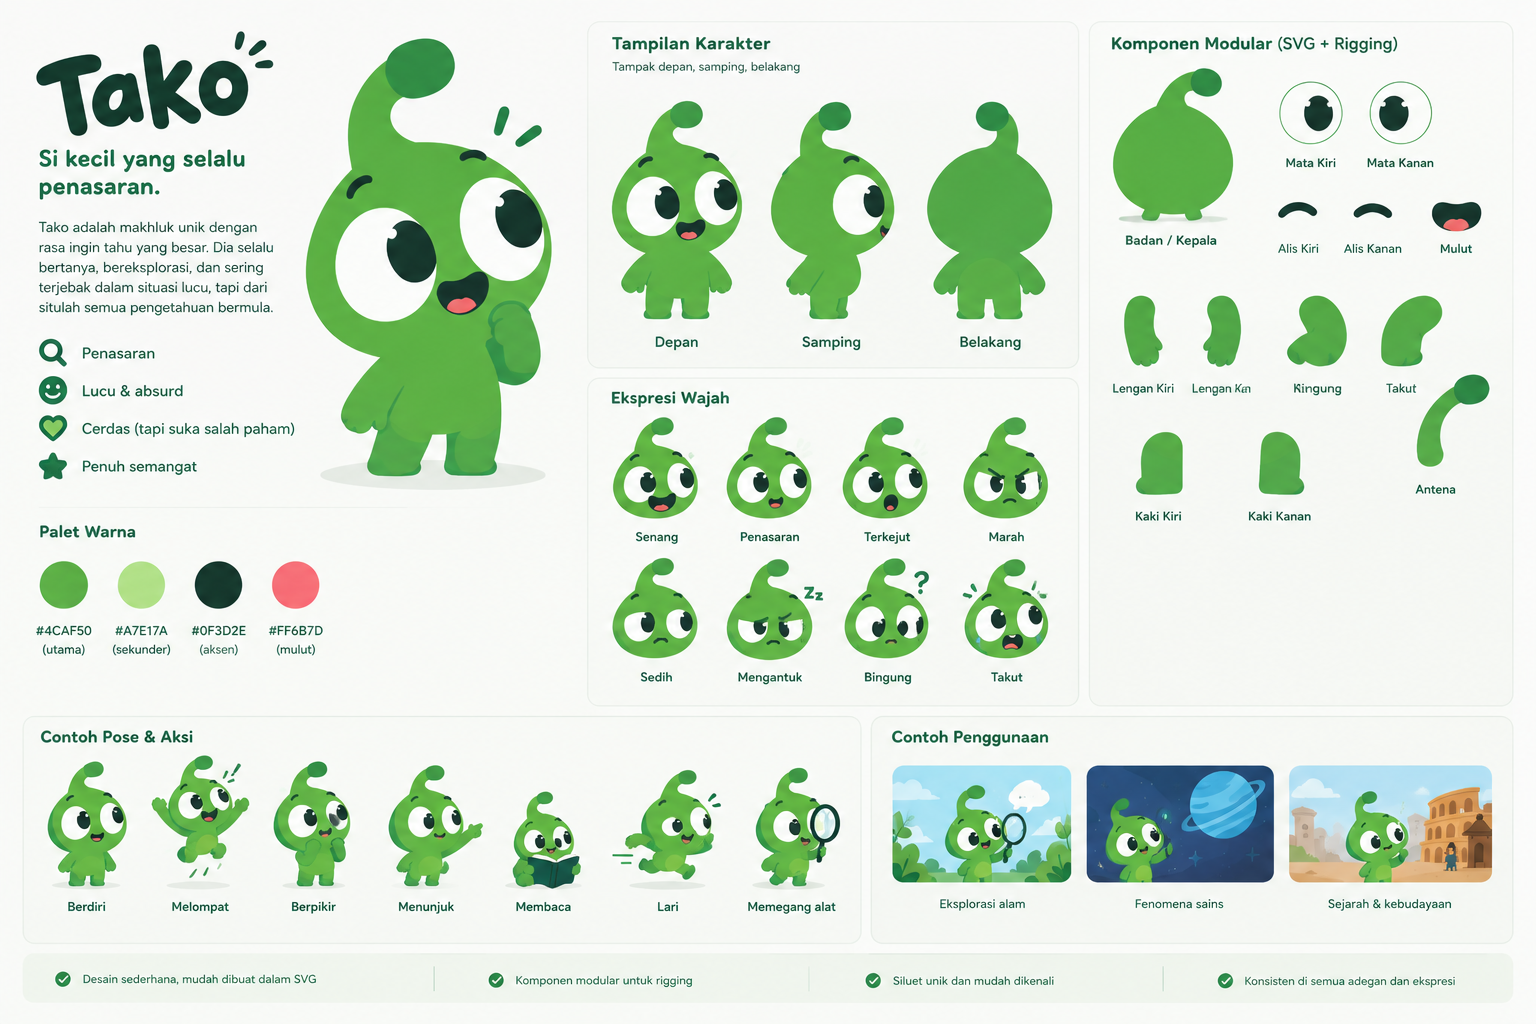 Tako
Si kecil yang selalu
penasaran.
Tako adalah makhluk unik dengan
rasa ingin tahu yang besar. Dia selalu
bertanya, bereksplorasi, dan sering
terjebak dalam situasi lucu, tapi dari
situlah semua pengetahuan bermula.
Penasaran
Lucu & absurd
Cerdas (tapi suka salah paham)
Penuh semangat
Palet Warna
#4CAF50
(utama)
#A7E17A
(sekunder)
#0F3D2E
(aksen)
#FF6B7D
(mulut)
Tampilan Karakter
Tampak depan, samping, belakang
Depan
Samping
Belakang
Ekspresi Wajah
Senang
Penasaran
Terkejut
Marah
Zz
?
Sedih
Mengantuk
Bingung
Takut
Komponen Modular (SVG + Rigging)
Badan / Kepala
Mata Kiri
Mata Kanan
Alis Kiri
Alis Kanan
Mulut
Lengan Kiri
Lengan
Kingung
Takut
Antena
Kaki Kiri
Kaki Kanan
Contoh Pose & Aksi
Berdiri
Melompat
Berpikir
Menunjuk
Membaca
Lari
Memegang alat
Contoh Penggunaan
Eksplorasi alam
Fenomena sains
Sejarah & kebudayaan
Desain sederhana, mudah dibuat dalam SVG
Komponen modular untuk rigging
Siluet unik dan mudah dikenali
Konsisten di semua adegan dan ekspresi